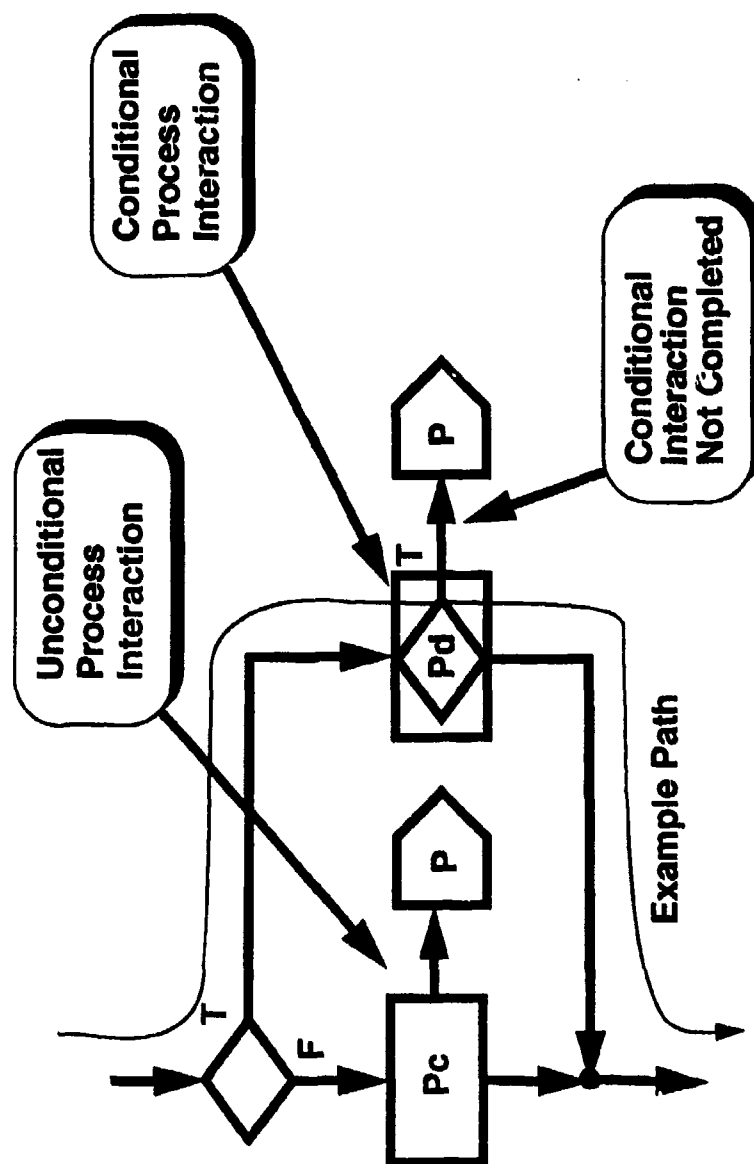 Unconditional
Process
Interaction
Conditional
Process
Interaction
T
F
Pc
P
Pd
T
P
Example Path
Conditional
Interaction
Not Completed